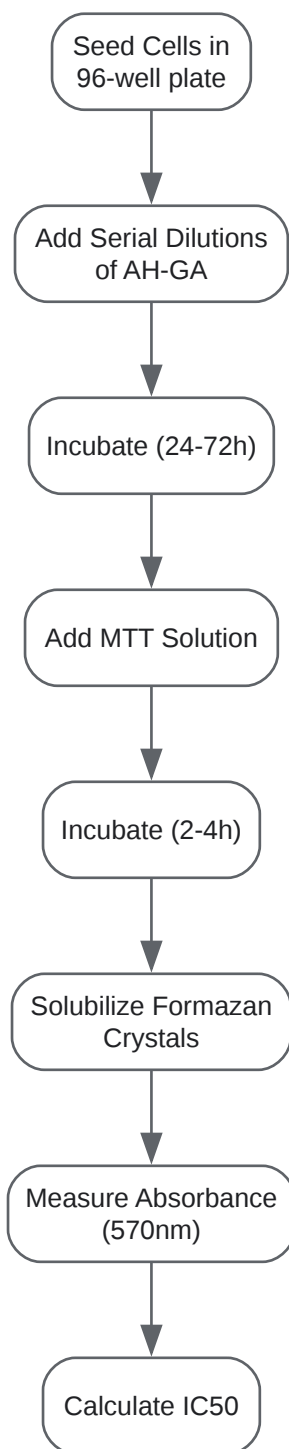 Seed Cells in
96-well plate
Add Serial Dilutions
of AH-GA
Incubate (24-72h)
Add MTT Solution
Incubate (2-4h)
Solubilize Formazan
Crystals
Measure Absorbance
(570nm)
Calculate IC50